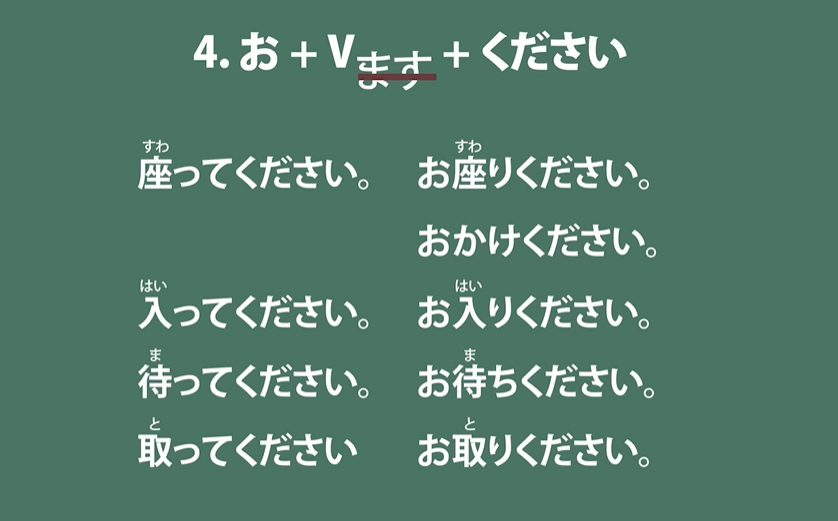 4. お + Vます + ください
すわ すわ
座ってください。 お座りください。
おかけください。
はい はい
入ってください。 お入りください。
ま ま
待ってください。 お待ちください。
と と
取ってください お取りください。